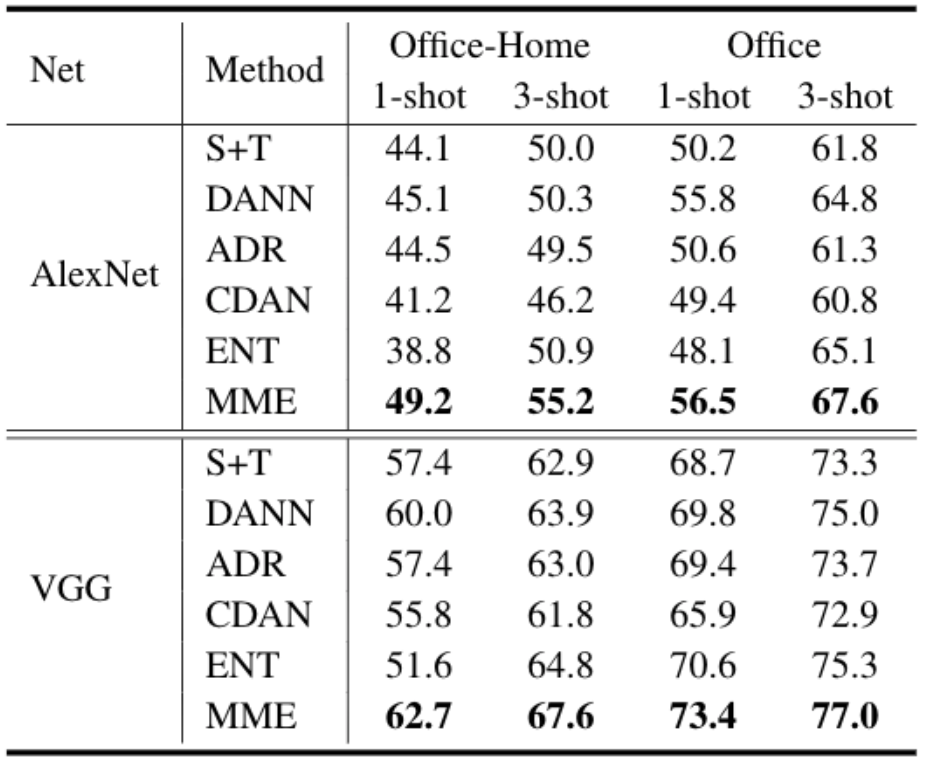 Net Method Office-Home Office
1-shot 3-shot 1-shot 3-shot
AlexNet
S+T 44.1 50.0 50.2 61.8
DANN 45.1 50.3 55.8 64.8
ADR 44.5 49.5 50.6 61.3
CDAN 41.2 46.2 49.4 60.8
ENT 38.8 50.9 48.1 65.1
MME 49.2 55.2 56.5 67.6
VGG
S+T 57.4 62.9 68.7 73.3
DANN 60.0 63.9 69.8 75.0
ADR 57.4 63.0 69.4 73.7
CDAN 55.8 61.8 65.9 72.9
ENT 51.6 64.8 70.6 75.3
MME 62.7 67.6 73.4 77.0